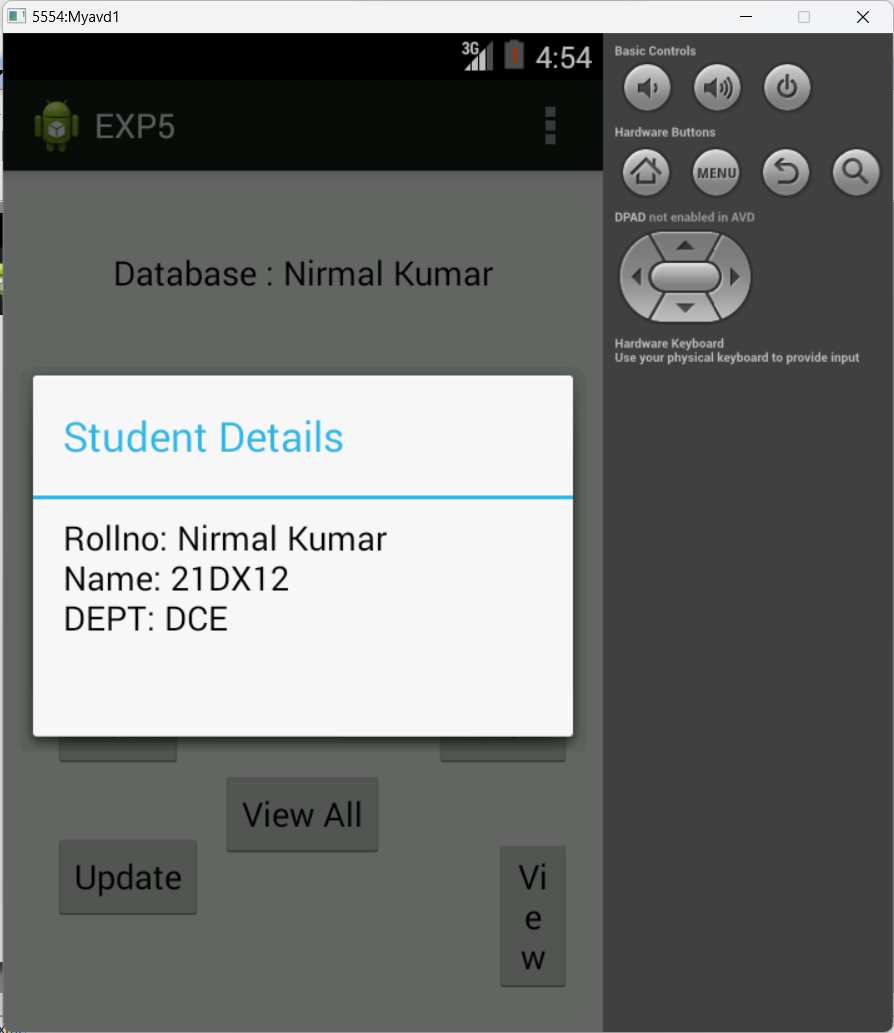 5554:Myavd1
3G 4:54
EXP5
Database : Nirmal Kumar
Student Details
Rollno: Nirmal Kumar
Name: 21DX12
DEPT: DCE
View All
Update
Vi
e
w
Basic Controls
Hardware Buttons
MENU
DPAD not enabled in AVD
Hardware Keyboard
Use your physical keyboard to provide input